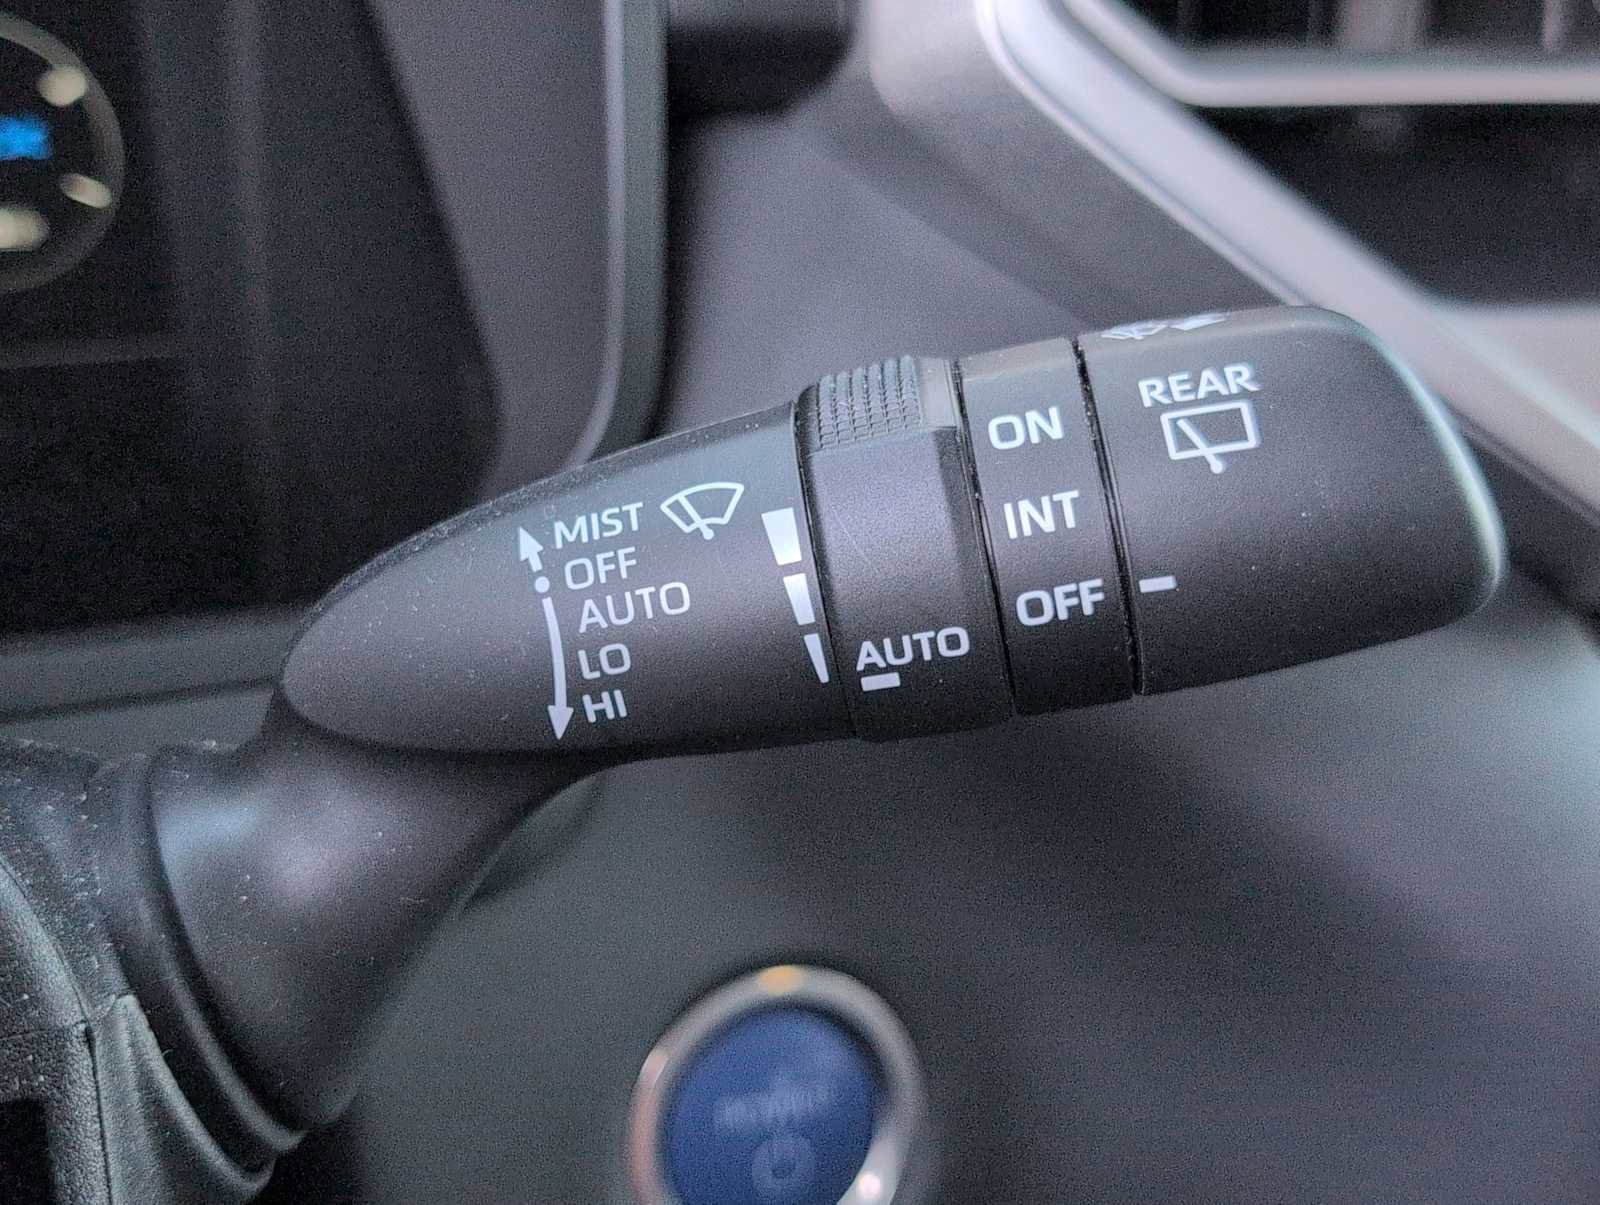 MIST
OFF
AUTO
LO
HI
AUTO
ON
INT
OFF
REAR